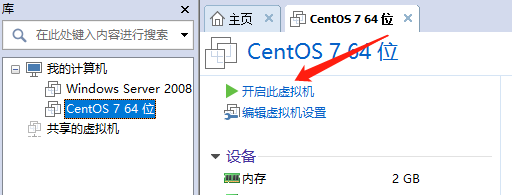 库
在此处键入内容进行搜索
我的计算机
Windows Server 2008
CentOS 7 64 位
共享的虚拟机
主页
CentOS 7 64 位
CentOS 7 64 位
开启此虚拟机
编辑虚拟机设置
设备
内存 2 GB